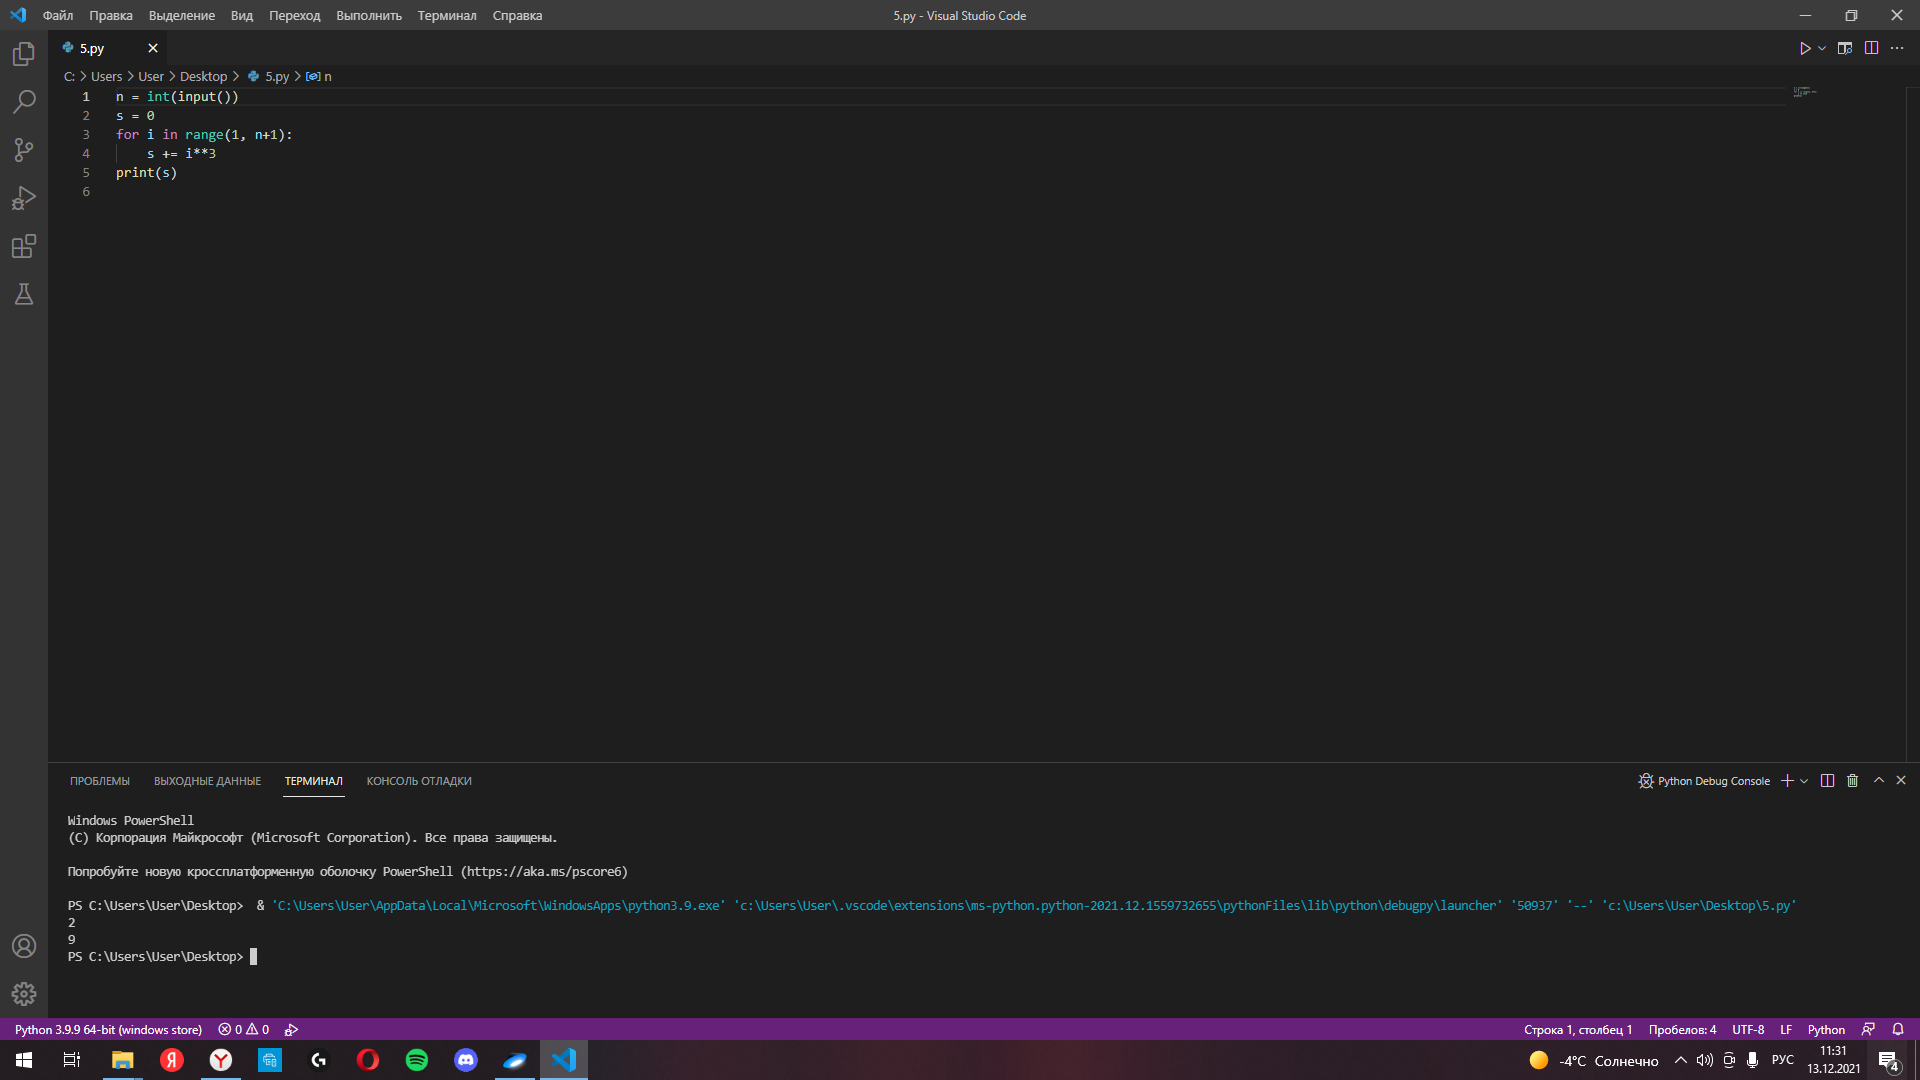 Файл Правка Выделение Вид Переход Выполнить Терминал Справка 5.py - Visual Studio Code
5.py
C: > Users > User > Desktop > 5.py > n
1 n = int(input())
2 s = 0
3 for i in range(1, n+1):
4 s += i**3
5 print(s)
6
ПРОБЛЕМЫ ВЫХОДНЫЕ ДАННЫЕ ТЕРМИНАЛ КОНСОЛЬ ОТЛАДКИ Python Debug Console
Windows PowerShell
(C) Корпорация Майкрософт (Microsoft Corporation). Все права защищены.
Попробуйте новую кроссплатформенную оболочку PowerShell (https://aka.ms/pscore6)
PS C:\Users\User\Desktop> & 'C:\Users\User\AppData\Local\Microsoft\WindowsApps\python3.9.exe' 'c:\Users\User\.vscode\extensions\ms-python.python-2021.12.1559732655\pythonFiles\lib\python\debugpy\launcher' '50937' '--' 'c:\Users\User\Desktop\5.py'
2
9
PS C:\Users\User\Desktop>
Python 3.9.9 64-bit (windows store) 0 0 Строка 1, столбец 1 Пробелов: 4 UTF-8 LF Python
-4°C Солнечно РУС 11:31
13.12.2021 4